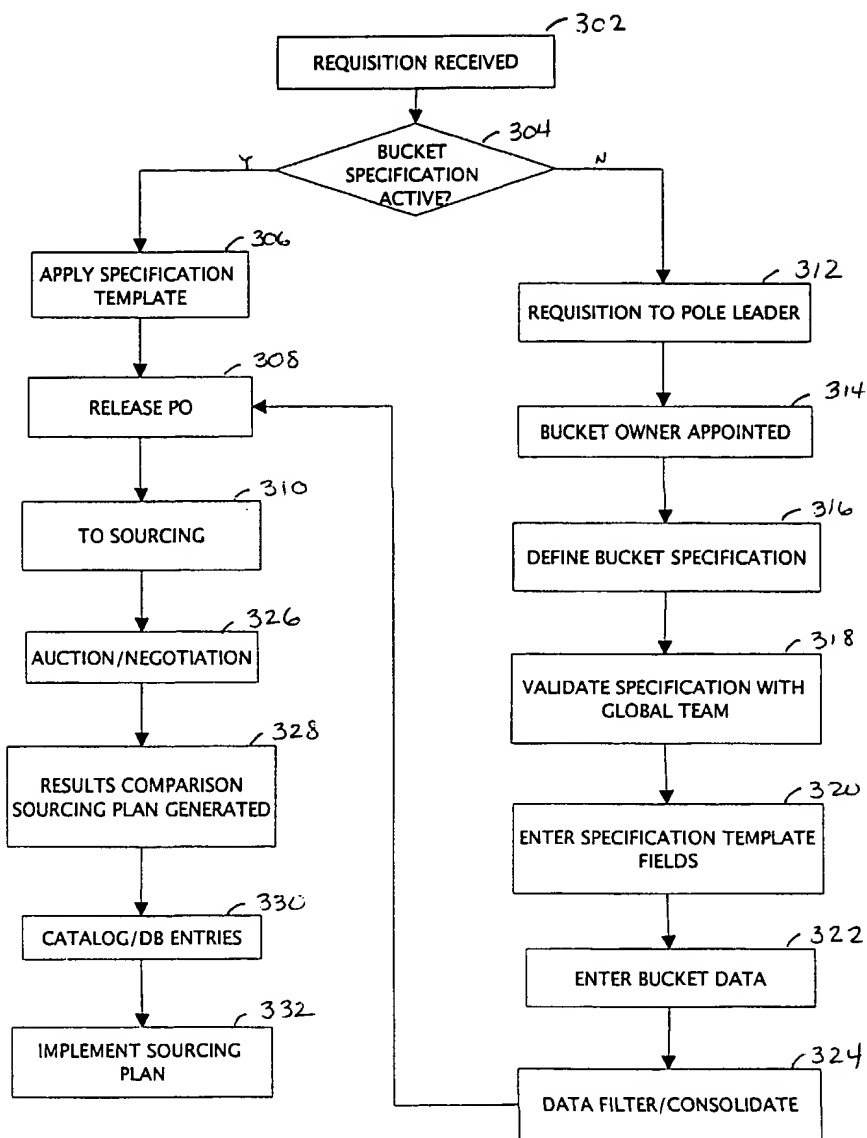 302
REQUISITION RECEIVED
304
BUCKET
SPECIFICATION
ACTIVE?
Y
N
306
APPLY SPECIFICATION
TEMPLATE
308
RELEASE PO
310
TO SOURCING
326
AUCTION/NEGOTIATION
328
RESULTS COMPARISON
SOURCING PLAN GENERATED
330
CATALOG/DB ENTRIES
332
IMPLEMENT SOURCING
PLAN
312
REQUISITION TO POLE LEADER
314
BUCKET OWNER APPOINTED
316
DEFINE BUCKET SPECIFICATION
318
VALIDATE SPECIFICATION WITH
GLOBAL TEAM
320
ENTER SPECIFICATION TEMPLATE
FIELDS
322
ENTER BUCKET DATA
324
DATA FILTER/CONSOLIDATE